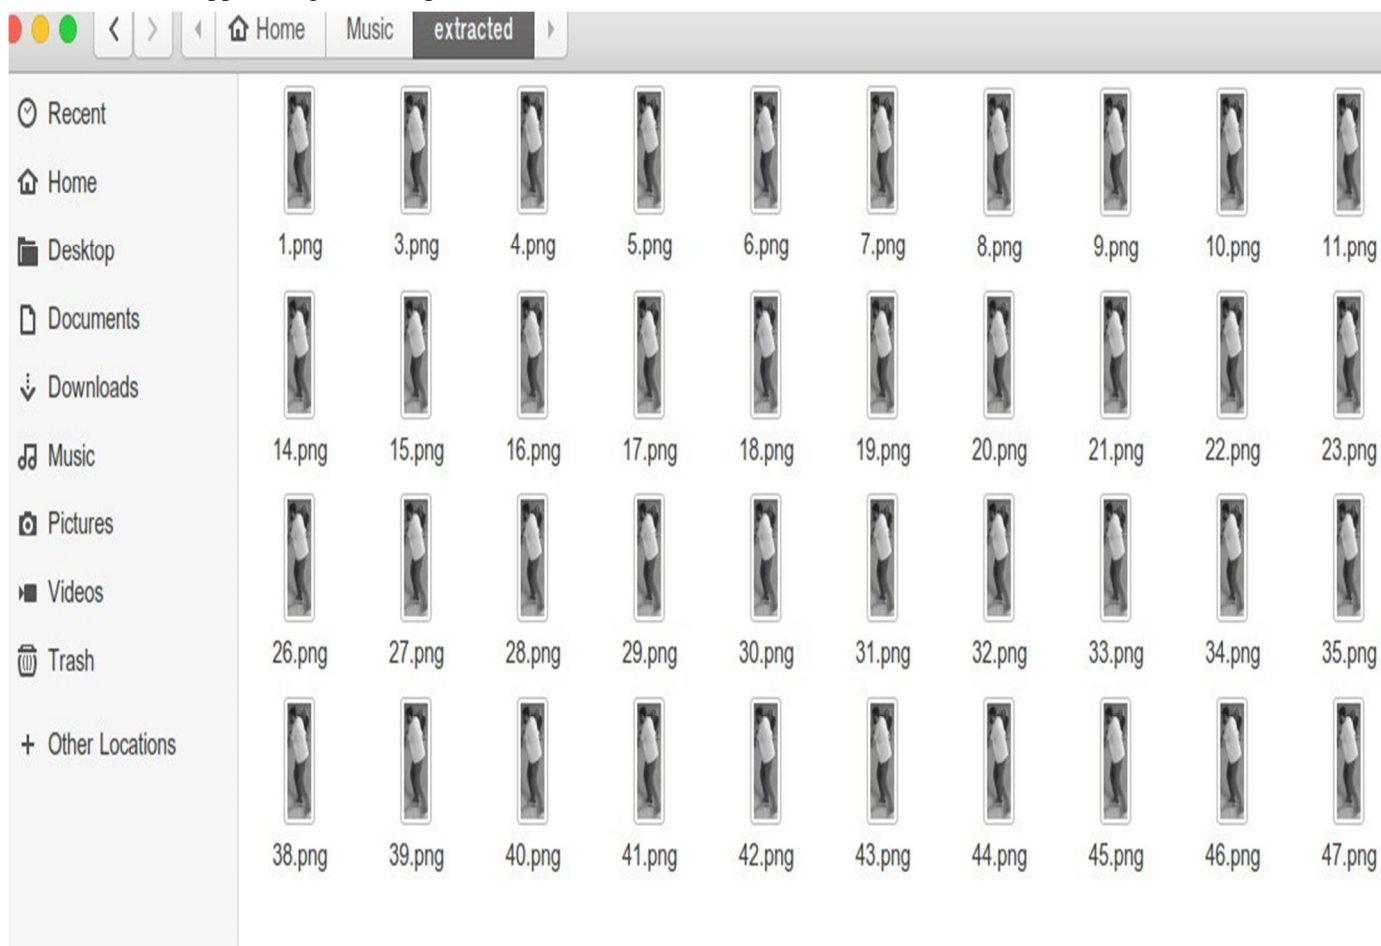 Home Music extracted
Recent
Home
Desktop
Documents
Downloads
Music
Pictures
Videos
Trash
+ Other Locations
1.png 3.png 4.png 5.png 6.png 7.png 8.png 9.png 10.png 11.png
14.png 15.png 16.png 17.png 18.png 19.png 20.png 21.png 22.png 23.png
26.png 27.png 28.png 29.png 30.png 31.png 32.png 33.png 34.png 35.png
38.png 39.png 40.png 41.png 42.png 43.png 44.png 45.png 46.png 47.png